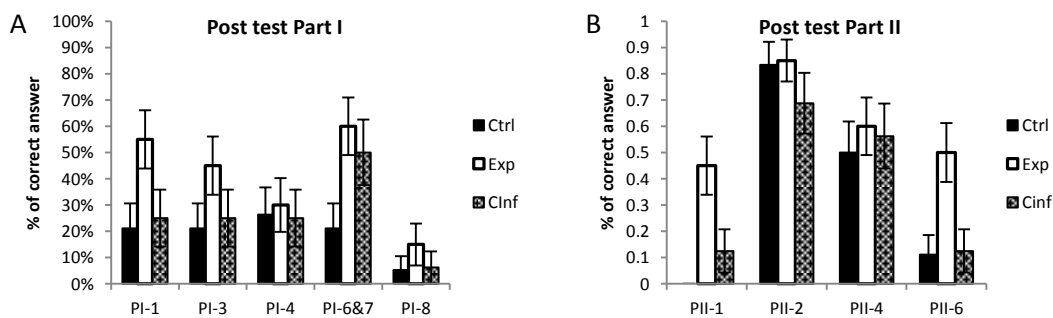 A
Post test Part I
% of correct answer
100%
90%
80%
70%
60%
50%
40%
30%
20%
10%
0%
PI-1 PI-3 PI-4 PI-6&7 PI-8
Ctrl
Exp
CInf
B
Post test Part II
% of correct answer
1
0.9
0.8
0.7
0.6
0.5
0.4
0.3
0.2
0.1
0
PII-1 PII-2 PII-4 PII-6
Ctrl
Exp
Cinf